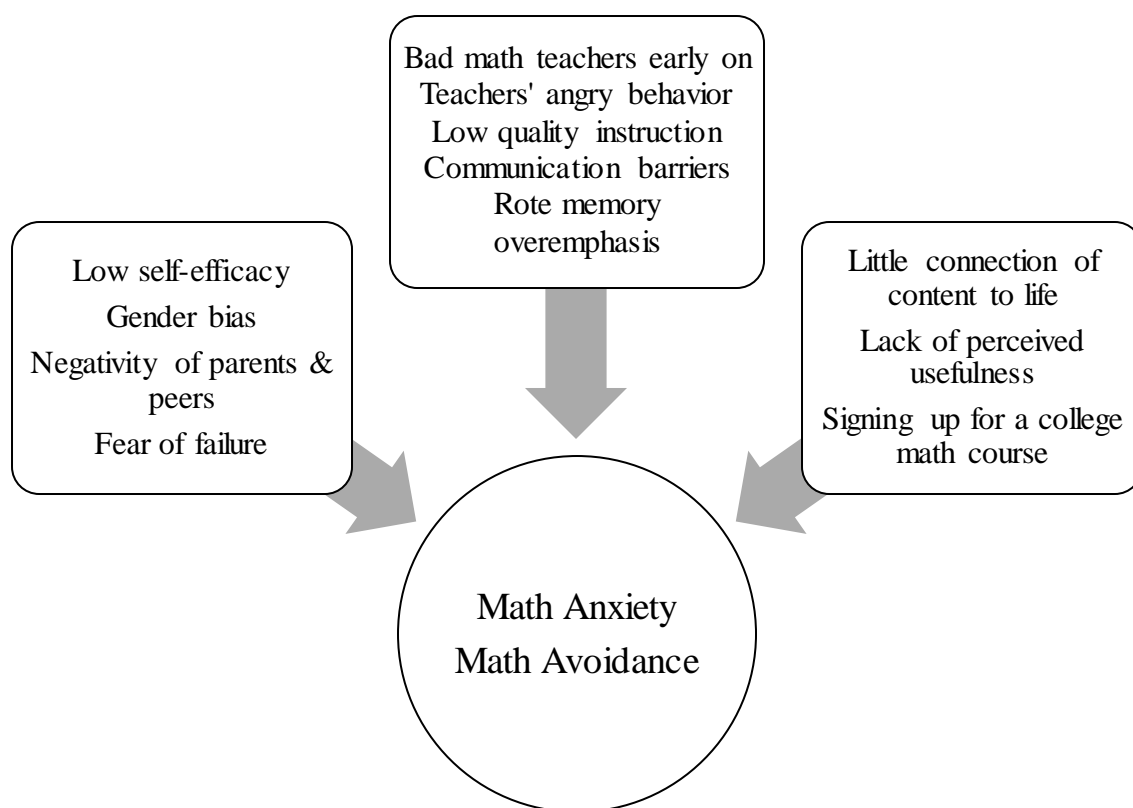 Bad math teachers early on
Teachers' angry behavior
Low quality instruction
Communication barriers
Rote memory
overemphasis
Low self-efficacy
Gender bias
Negativity of parents &
peers
Fear of failure
Little connection of
content to life
Lack of perceived
usefulness
Signing up for a college
math course
Math Anxiety
Math Avoidance